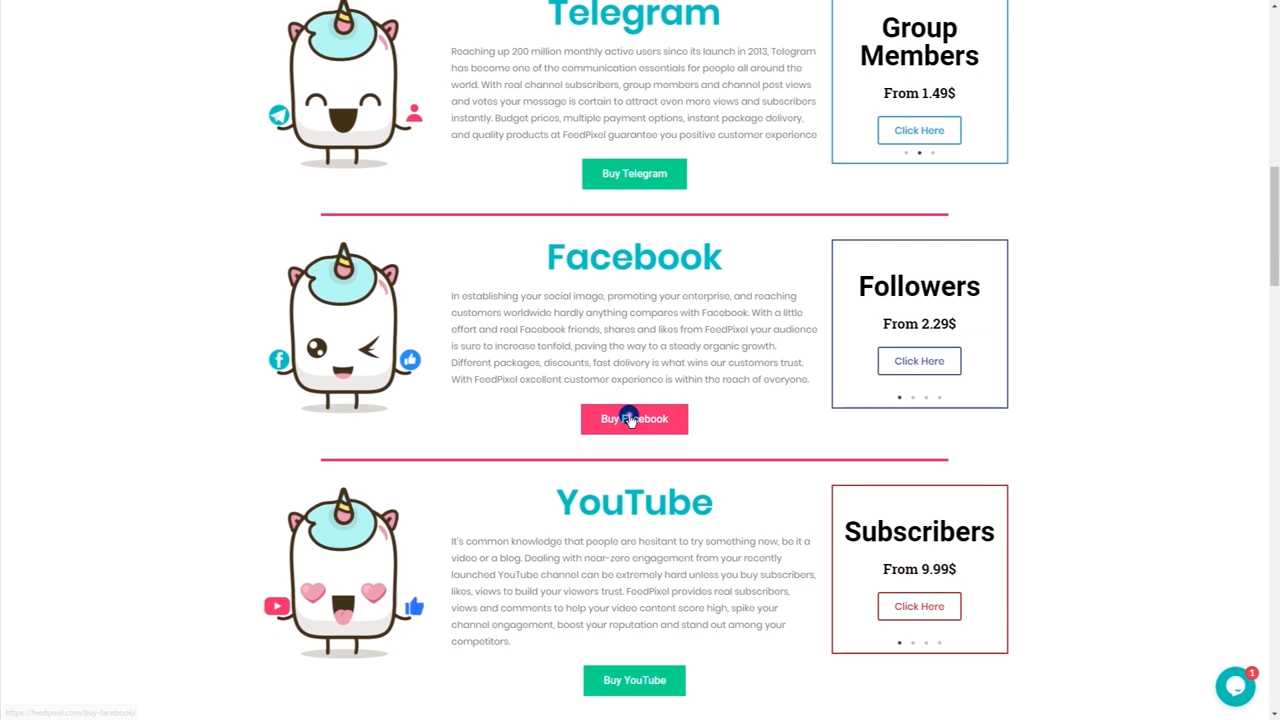 Telegram
Reaching up 200 million monthly active users since its launch in 2013, Telegram
has become one of the communication essentials for people all around the
world. With real channel subscribers, group members and channel post views
and votes your message is certain to attract even more views and subscribers
instantly. Budget prices, multiple payment options, instant package delivery,
and quality products at FeedPixel guarantee you positive customer experience
Buy Telegram
Group
Members
From 1.49$
Click Here
Facebook
In establishing your social image, promoting your enterprise, and reaching
customers worldwide hardly anything compares with Facebook. With a little
effort and real Facebook friends, shares and likes from FeedPixel your audience
is sure to increase tenfold, paving the way to a steady organic growth.
Different packages, discounts, fast delivery is what wins our customers trust.
With FeedPixel excellent customer experience is within the reach of everyone.
Buy Facebook
Followers
From 2.29$
Click Here
YouTube
It's common knowledge that people are hesitant to try something new, be it a
video or a blog. Dealing with near-zero engagement from your recently
launched YouTube channel can be extremely hard unless you buy subscribers,
likes, views to build your viewers trust. FeedPixel provides real subscribers,
views and comments to help your video content score high, spike your
channel engagement, boost your reputation and stand out among your
competitors.
Buy YouTube
Subscribers
From 9.99$
Click Here
1
https://feedpixel.com/buy-facebook/